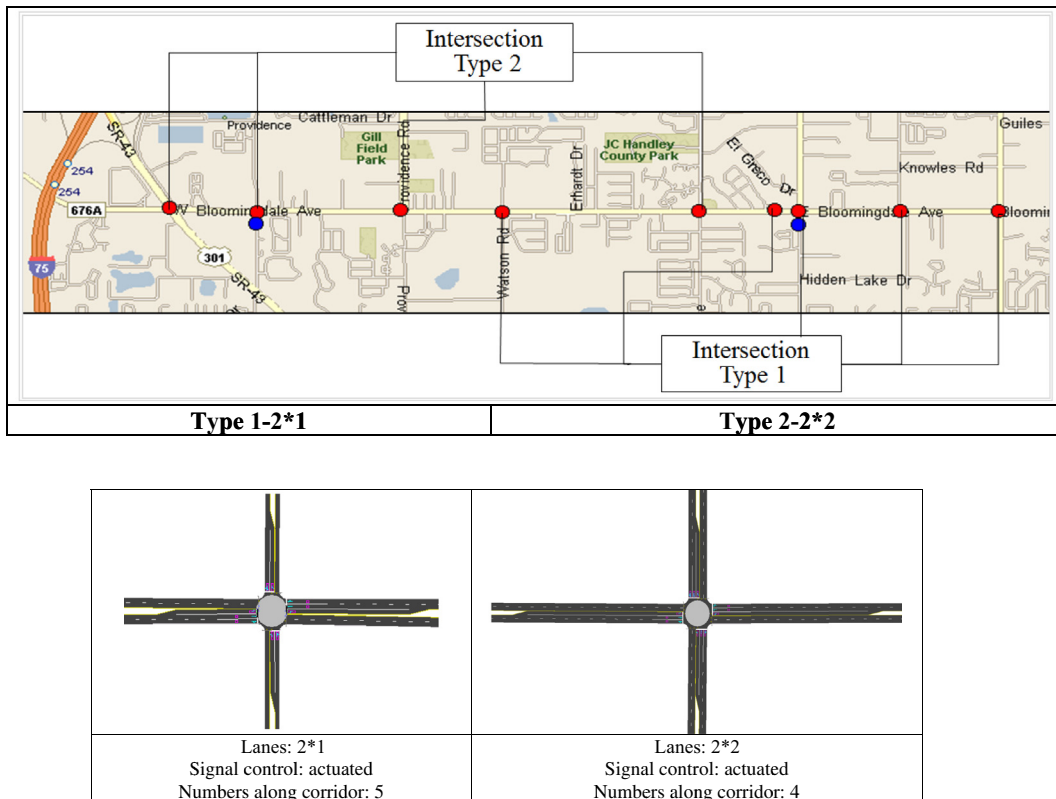 Intersection
Type 2
Cattleman Dr
Providence
SR-43
Gill
Field
Park
Providence Rd
JC Handley
County Park
Erhardt Dr
El Greco Dr
Guiles
Knowles Rd
254
254
676A
W Bloomingdale Ave
E Bloomingdale Ave
Bloomin
301
75
SR-43
Watson Rd
Prov
e
Hidden Lake Dr
Intersection
Type 1
Type 1-2*1
Type 2-2*2
Lanes: 2*1
Signal control: actuated
Numbers along corridor: 5
Lanes: 2*2
Signal control: actuated
Numbers along corridor: 4